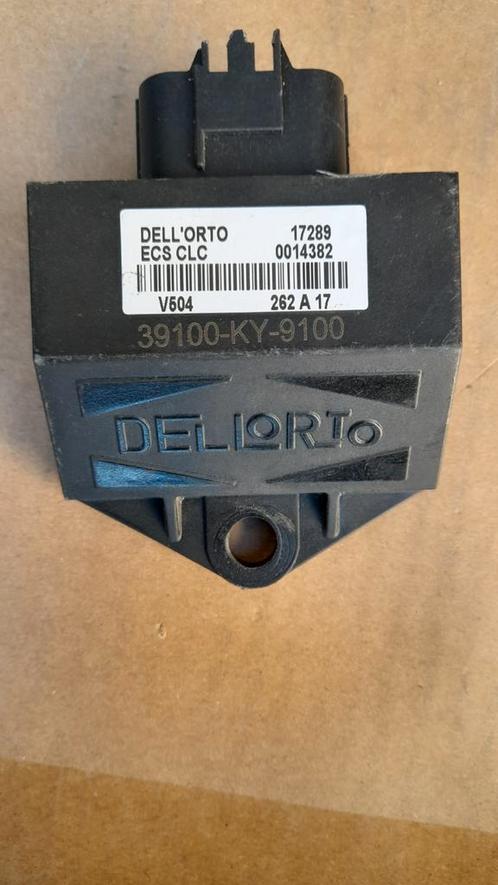 DELL'ORTO 17289
ECS CLC 0014382
V504 262 A 17
39100-KY-9100
DELLORTO